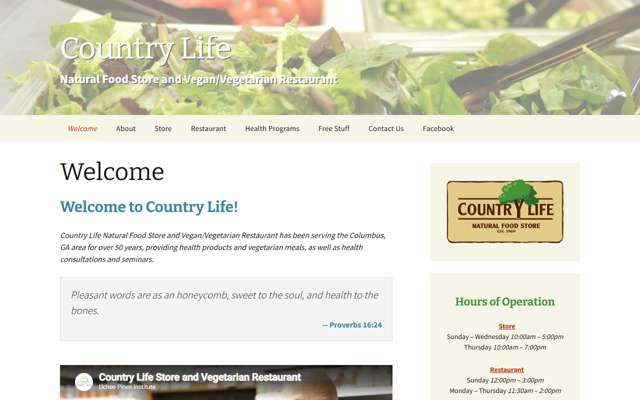 Country Life
Natural Food Store and Vegan/Vegetarian Restaurant
Welcome
About
Store
Restaurant
Health Programs
Free Stuff
Contact Us
Facebook
Welcome
Welcome to Country Life!
Country Life Natural Food Store and Vegan/Vegetarian Restaurant has been serving the Columbus,
GA area for over 50 years, providing health products and vegetarian meals, as well as health
consultations and seminars.
Pleasant words are as an honeycomb, sweet to the soul, and health to the
bones.
— Proverbs 16:24
Country Life Store and Vegetarian Restaurant
Uchee Pines Institute
COUNTRY LIFE
NATURAL FOOD STORE
EST. 1969
Hours of Operation
Store
Sunday – Wednesday 10:00am – 5:00pm
Thursday 10:00am – 7:00pm
Restaurant
Sunday 12:00pm – 3:00pm
Monday – Thursday 11:30am – 2:00pm